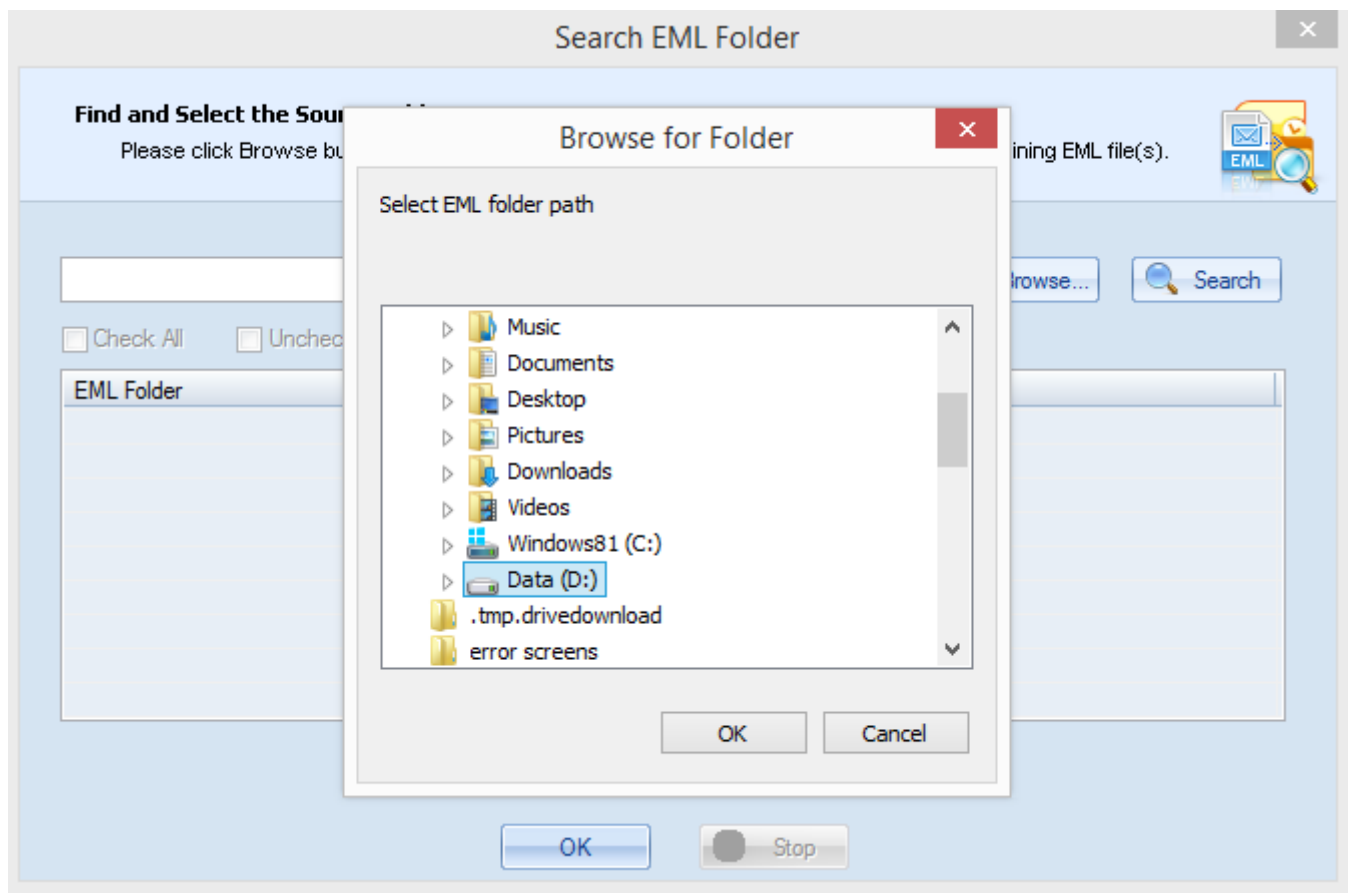 Search EML Folder
Find and Select the Sour
Please click Browse bu
ining EML file(s).
EML
Browse for Folder
Select EML folder path
rowse...
Search
Check All
Unchec
EML Folder
Music
Documents
Desktop
Pictures
Downloads
Videos
Windows81 (C:)
Data (D:)
.tmp.drivedownload
error screens
OK
Cancel
OK
Stop